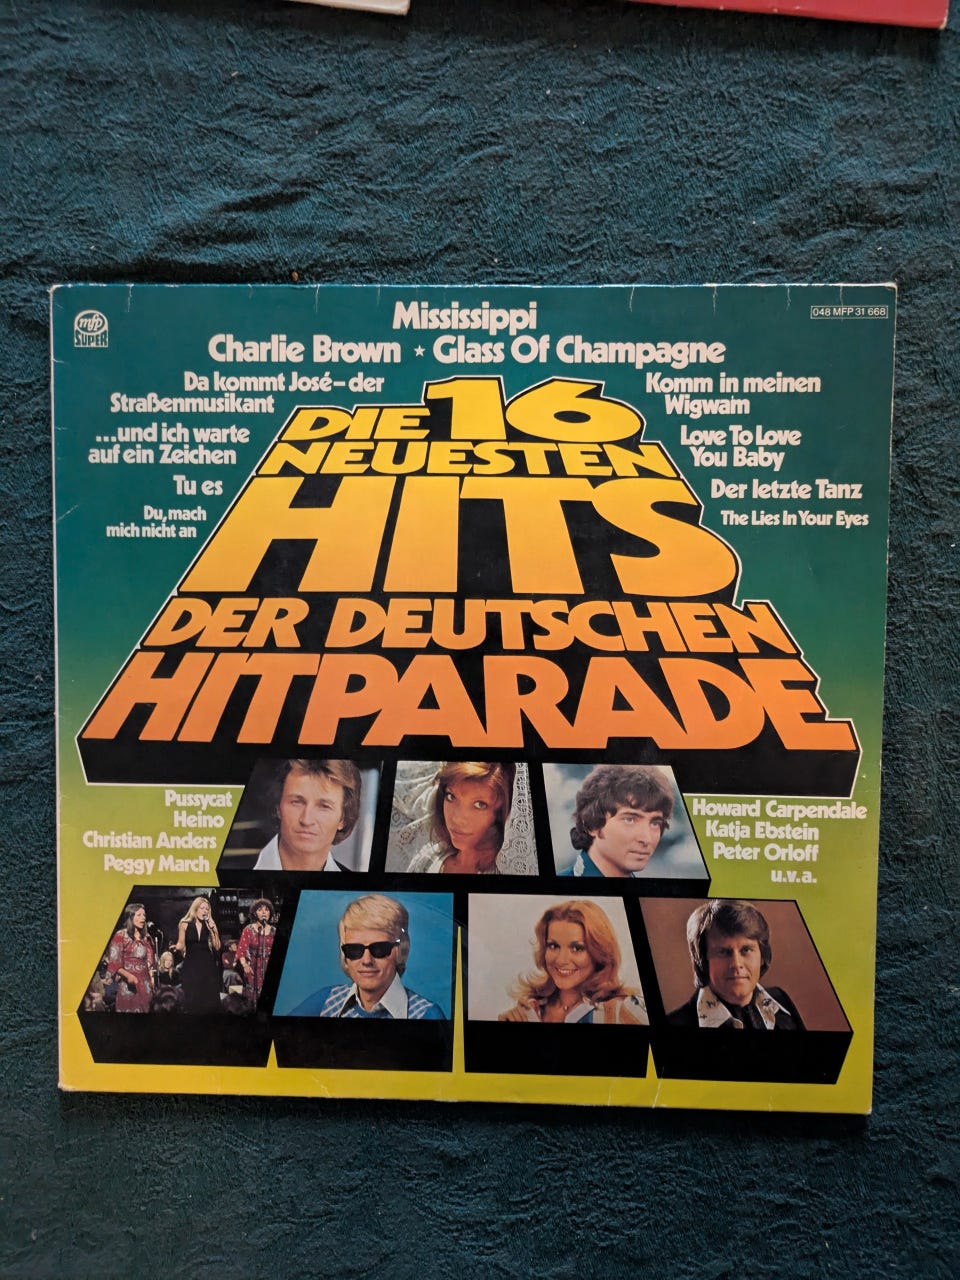 mfp
SUPER
048 MFP 31 668
Mississippi
Charlie Brown ★ Glass Of Champagne
Da kommt José – der
Straßenmusikant
...und ich warte
auf ein Zeichen
Tu es
Du, mach
mich nicht an
Komm in meinen
Wigwam
Love To Love
You Baby
Der letzte Tanz
The Lies In Your Eyes
DIE 16
NEUESTEN
HITS
DER DEUTSCHEN
HITPARADE
Pussycat
Heino
Christian Anders
Peggy March
Howard Carpendale
Katja Ebstein
Peter Orloff
u.v.a.